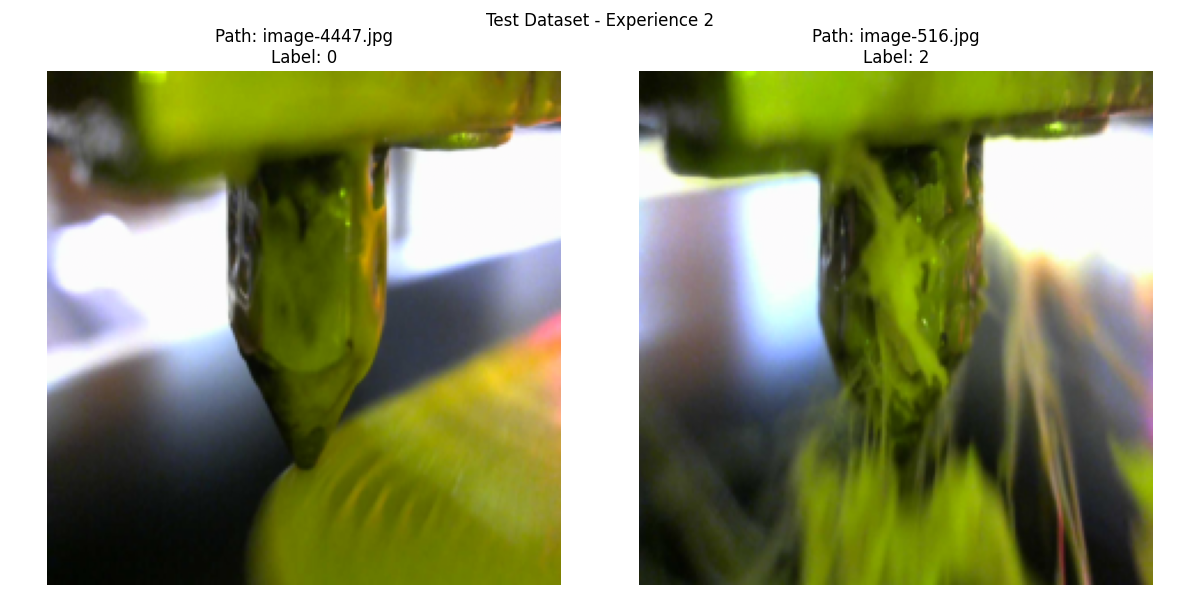 Test Dataset - Experience 2
Path: image-4447.jpg
Label: 0
Path: image-516.jpg
Label: 2